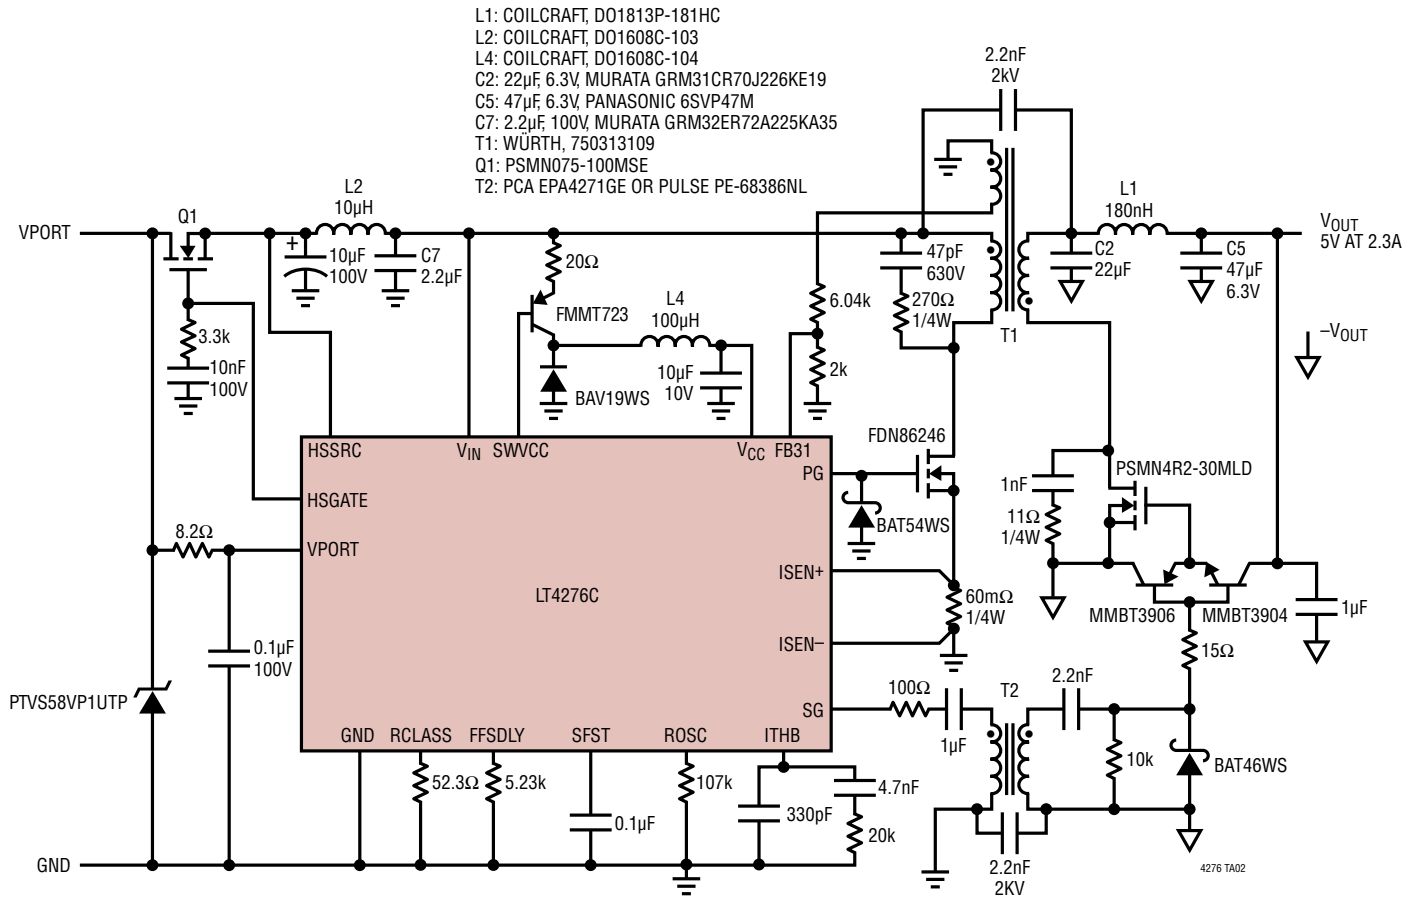 L1: COILCRAFT, DO1813P-181HC
L2: COILCRAFT, DO1608C-103
L4: COILCRAFT, DO1608C-104
C2: 22µF, 6.3V, MURATA GRM31CR70J226KE19
C5: 47µF, 6.3V, PANASONIC 6SVP47M
C7: 2.2µF, 100V, MURATA GRM32ER72A225KA35
T1: WÜRTH, 750313109
Q1: PSMN075-100MSE
T2: PCA EPA4271GE OR PULSE PE-68386NL
2.2nF
2kV
VPORT
Q1
L2
10µH
+
10µF
100V
C7
2.2µF
20Ω
FMMT723
L4
100µH
10µF
10V
BAV19WS
6.04k
2k
47pF
630V
270Ω
1/4W
T1
L1
180nH
C2
22µF
C5
47µF
6.3V
VOUT
5V AT 2.3A
–VOUT
3.3k
10nF
100V
HSSRC
VIN
SWVCC
VCC
FB31
PG
HSGATE
VPORT
LT4276C
ISEN+
ISEN–
SG
GND
RCLASS
FFSDLY
SFST
ROSC
ITHB
8.2Ω
0.1µF
100V
PTVS58VP1UTP
FDN86246
BAT54WS
60mΩ
1/4W
1nF
11Ω
1/4W
PSMN4R2-30MLD
MMBT3906
MMBT3904
1µF
15Ω
100Ω
1µF
T2
2.2nF
10k
BAT46WS
2.2nF
2KV
52.3Ω
5.23k
0.1µF
107k
330pF
4.7nF
20k
GND
4276 TA02